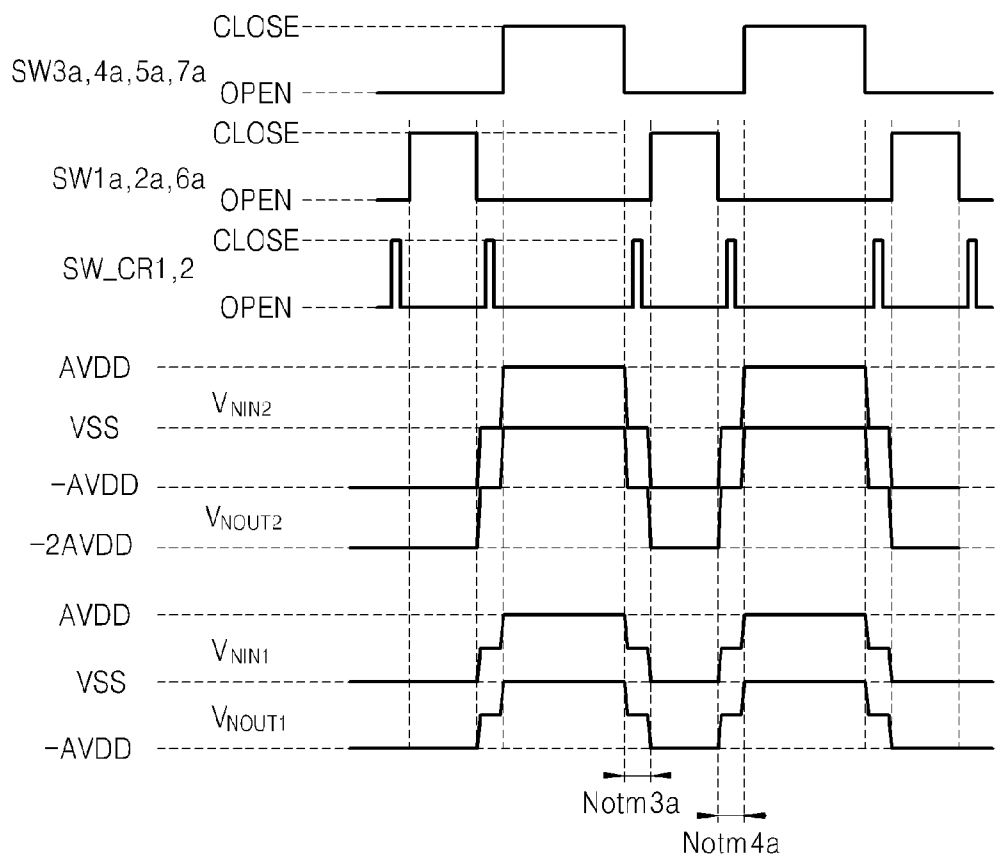 CLOSE
SW3a,4a,5a,7a
OPEN
CLOSE
SW1a,2a,6a
OPEN
CLOSE
SW_CR1,2
OPEN
AVDD
VNIN2
VSS
-AVDD
VNOUT2
-2AVDD
AVDD
VNIN1
VSS
VNOUT1
-AVDD
Notm3a
Notm4a